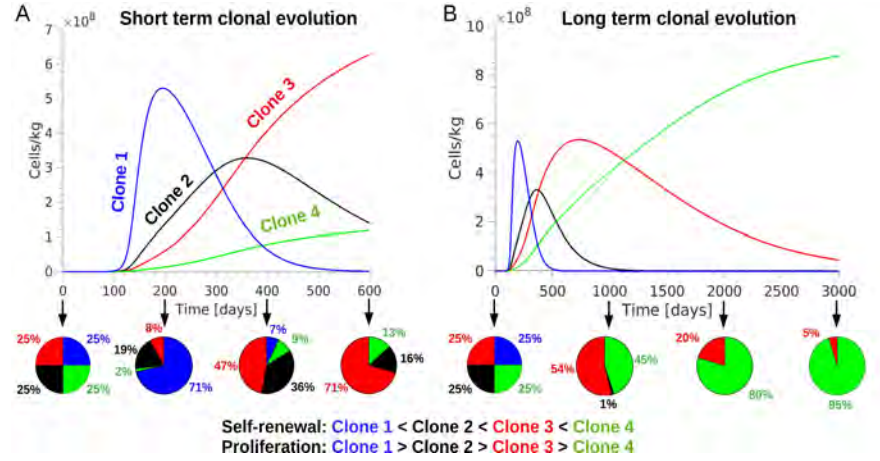 A
Short term clonal evolution
x 10^8
7
6
5
4
3
2
1
0
Cells/kg
Clone 1
Clone 2
Clone 3
Clone 4
0 100 200 300 400 500 600
Time [days]
25% 25%
25% 25%
8%
19%
2%
71%
7%
9%
47%
36%
13%
16%
71%
B
Long term clonal evolution
x 10^8
10
8
6
4
2
0
Cells/kg
0 500 1000 1500 2000 2500 3000
Time [days]
25% 25%
25% 25%
54% 45%
1%
20%
80%
5%
95%
Self-renewal: Clone 1 < Clone 2 < Clone 3 < Clone 4
Proliferation: Clone 1 > Clone 2 > Clone 3 > Clone 4